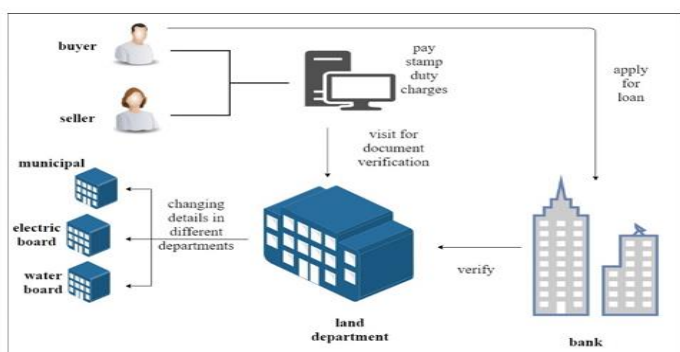 buyer
pay
stamp
duty
charges
apply
for
loan
seller
visit for
document
verification
municipal
changing
details in
different
departments
electric
board
water
board
verify
land
department
bank